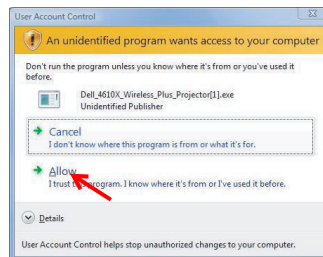 User Account Control
An unidentified program wants access to your computer
Don't run the program unless you know where it's from or you've used it
before.
Dell_4610X_Wireless_Plus_Projector[1].exe
Unidentified Publisher
Cancel
I don't know where this program is from or what it's for.
Allow
I trust this program. I know where it's from or I've used it before.
Details
User Account Control helps stop unauthorized changes to your computer.